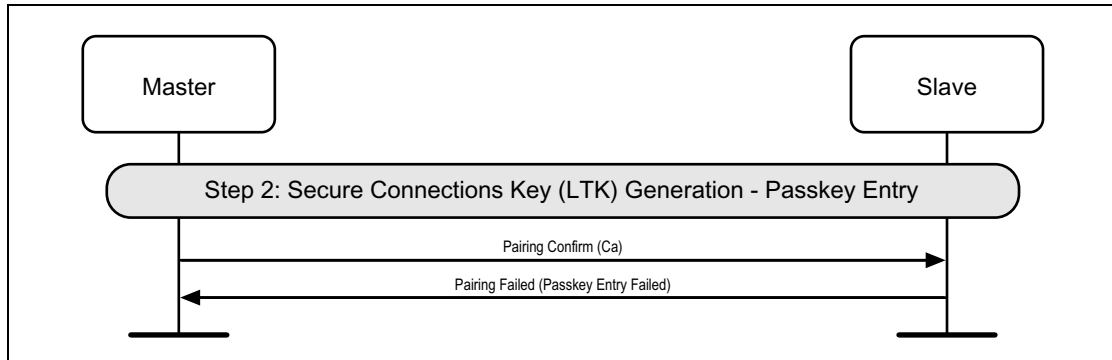 Master
Slave
Step 2: Secure Connections Key (LTK) Generation - Passkey Entry
Pairing Confirm (Ca)
Pairing Failed (Passkey Entry Failed)